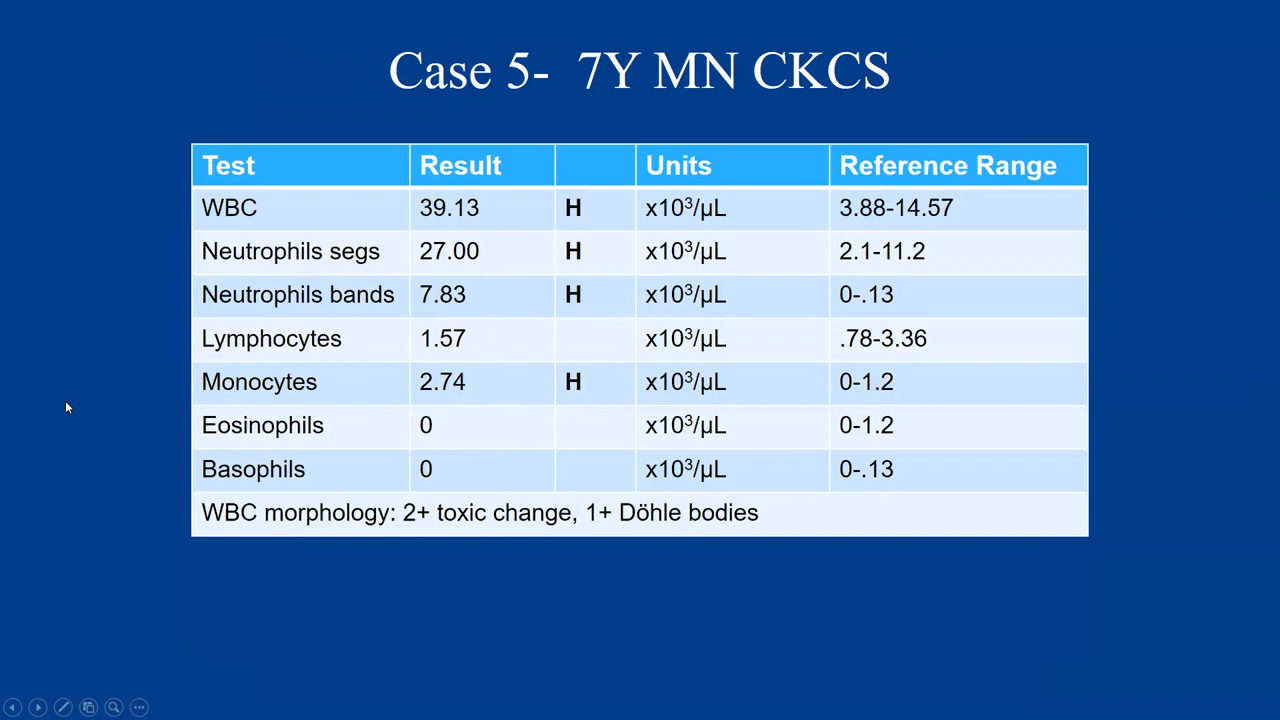 Case 5-  7Y MN CKCS
Test Result Units Reference Range
WBC 39.13 H x10³/µL 3.88-14.57
Neutrophils segs 27.00 H x10³/µL 2.1-11.2
Neutrophils bands 7.83 H x10³/µL 0-.13
Lymphocytes 1.57 x10³/µL .78-3.36
Monocytes 2.74 H x10³/µL 0-1.2
Eosinophils 0 x10³/µL 0-1.2
Basophils 0 x10³/µL 0-.13
WBC morphology: 2+ toxic change, 1+ Döhle bodies